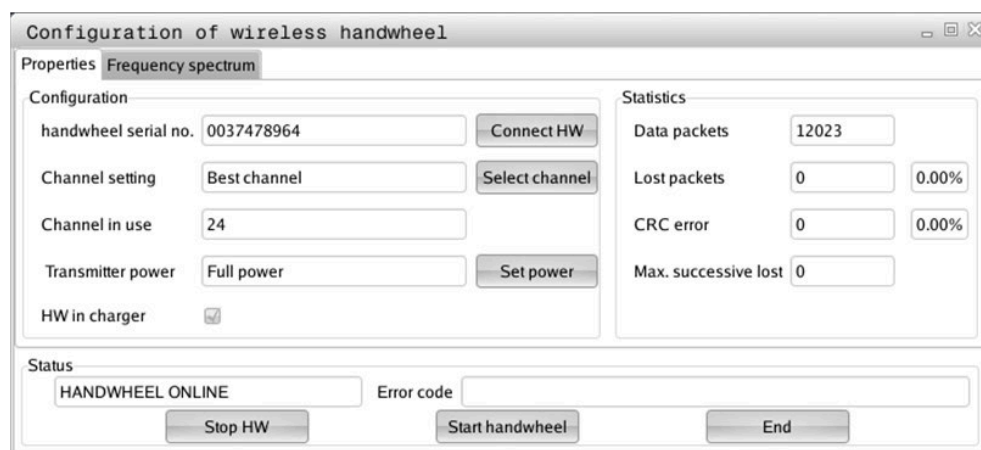 Configuration of wireless handwheel
Properties Frequency spectrum
Configuration
handwheel serial no. 0037478964 Connect HW
Channel setting Best channel Select channel
Channel in use 24
Transmitter power Full power Set power
HW in charger
Statistics
Data packets 12023
Lost packets 0 0.00%
CRC error 0 0.00%
Max. successive lost 0
Status
HANDWHEEL ONLINE Error code
Stop HW Start handwheel End